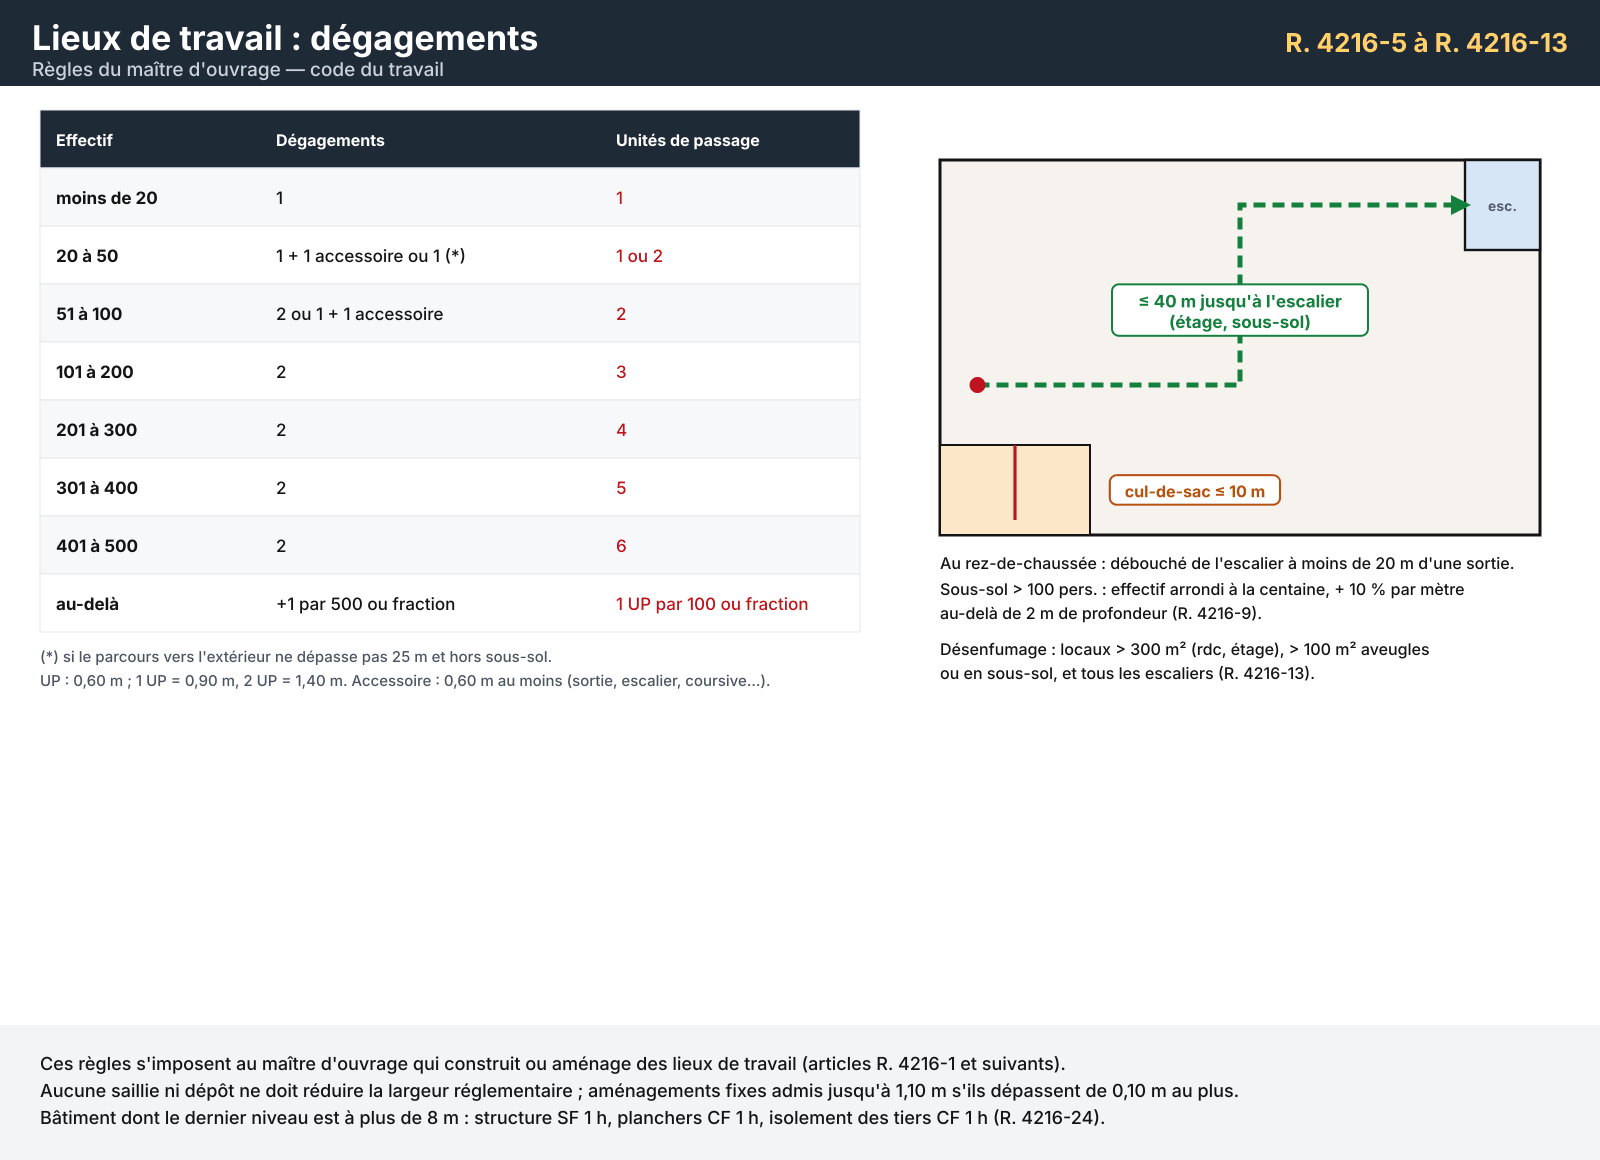 Lieux de travail : dégagements
Règles du maître d'ouvrage — code du travail
R. 4216-5 à R. 4216-13
Effectif Dégagements Unités de passage
moins de 20 1 1
20 à 50 1 + 1 accessoire ou 1 (*) 1 ou 2
51 à 100 2 ou 1 + 1 accessoire 2
101 à 200 2 3
201 à 300 2 4
301 à 400 2 5
401 à 500 2 6
au-delà +1 par 500 ou fraction 1 UP par 100 ou fraction
(*) si le parcours vers l'extérieur ne dépasse pas 25 m et hors sous-sol.
UP : 0,60 m ; 1 UP = 0,90 m, 2 UP = 1,40 m. Accessoire : 0,60 m au moins (sortie, escalier, coursive…).
esc.
≤ 40 m jusqu'à l'escalier
(étage, sous-sol)
cul-de-sac ≤ 10 m
Au rez-de-chaussée : débouché de l'escalier à moins de 20 m d'une sortie.
Sous-sol > 100 pers. : effectif arrondi à la centaine, + 10 % par mètre
au-delà de 2 m de profondeur (R. 4216-9).
Désenfumage : locaux > 300 m² (rdc, étage), > 100 m² aveugles
ou en sous-sol, et tous les escaliers (R. 4216-13).
Ces règles s'imposent au maître d'ouvrage qui construit ou aménage des lieux de travail (articles R. 4216-1 et suivants).
Aucune saillie ni dépôt ne doit réduire la largeur réglementaire ; aménagements fixes admis jusqu'à 1,10 m s'ils dépassent de 0,10 m au plus.
Bâtiment dont le dernier niveau est à plus de 8 m : structure SF 1 h, planchers CF 1 h, isolement des tiers CF 1 h (R. 4216-24).